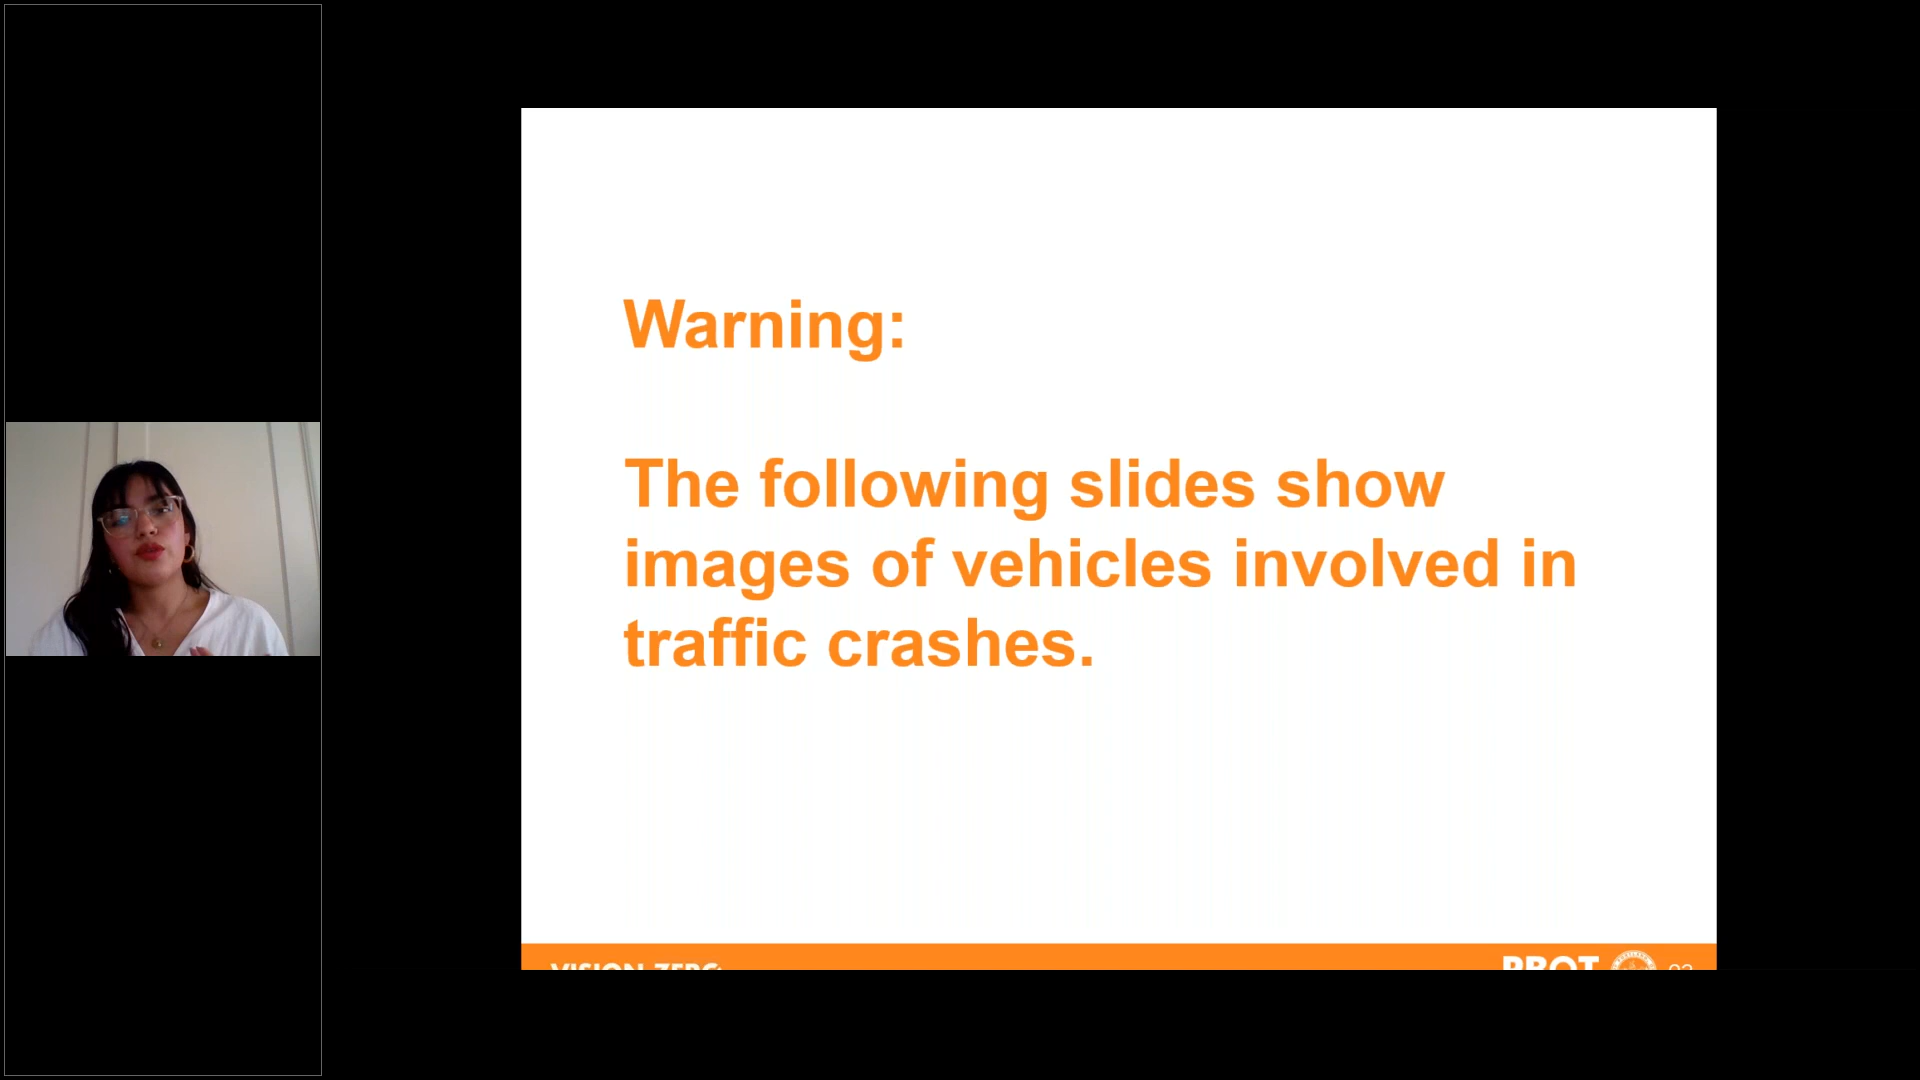 Warning:
The following slides show
images of vehicles involved in
traffic crashes.
VISION ZERO
PBOT